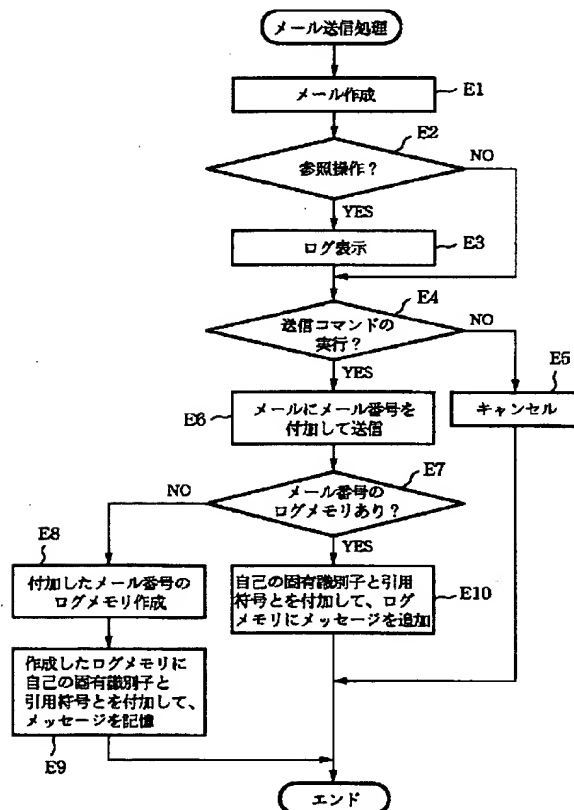 メール送信処理
メール作成
E1
E2
参照操作?
NO
YES
ログ表示
E3
E4
送信コマンドの
実行?
NO
YES
E5
キャンセル
E6
メールにメール番号を
付加して送信
E7
メール番号の
ログメモリあり?
NO
YES
E8
付加したメール番号の
ログメモリ作成
自己の固有識別子と引用
符号とを付加して、ログ
メモリにメッセージを追加
E10
作成したログメモリに
自己の固有識別子と
引用符号とを付加して、
メッセージを記憶
E9
エンド